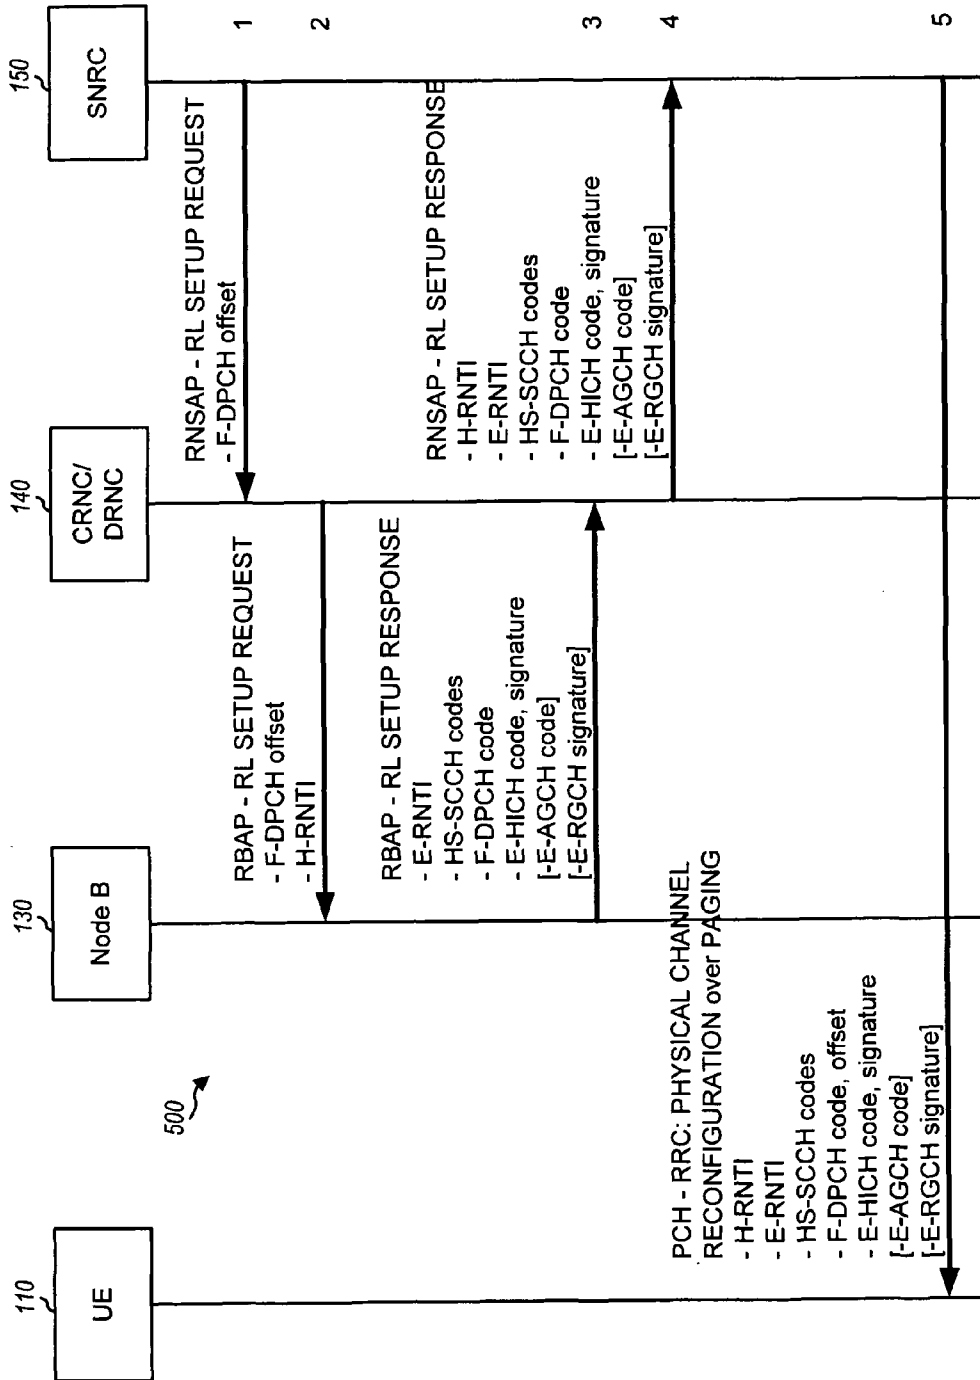 110
UE
130
Node B
140
CRNC/
DRNC
150
SNRC
500
RNSAP - RL SETUP REQUEST
- F-DPCH offset
1
RBAP - RL SETUP REQUEST
- F-DPCH offset
- H-RNTI
2
RBAP - RL SETUP RESPONSE
- E-RNTI
- HS-SCCH codes
- F-DPCH code
- E-HICH code, signature
[-E-AGCH code]
[-E-RGCH signature]
3
RNSAP - RL SETUP RESPONSE
- H-RNTI
- E-RNTI
- HS-SCCH codes
- F-DPCH code
- E-HICH code, signature
[-E-AGCH code]
[-E-RGCH signature]
4
PCH - RRC: PHYSICAL CHANNEL
RECONFIGURATION over PAGING
- H-RNTI
- E-RNTI
- HS-SCCH codes
- F-DPCH code, offset
- E-HICH code, signature
[-E-AGCH code]
[-E-RGCH signature]
5